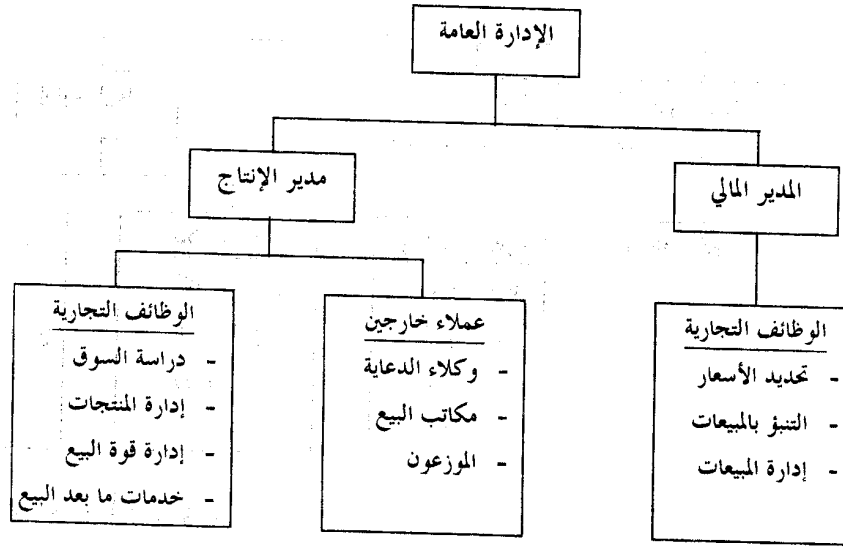 الإدارة العامة
المدير المالي
مدير الإنتاج
الوظائف التجارية
- تحديد الأسعار
- التنبؤ بالمبيعات
- إدارة المبيعات
عملاء خارجين
- وكلاء الدعاية
- مكاتب البيع
- الموزعون
الوظائف التجارية
- دراسة السوق
- إدارة المنتجات
- إدارة قوة البيع
- خدمات ما بعد البيع